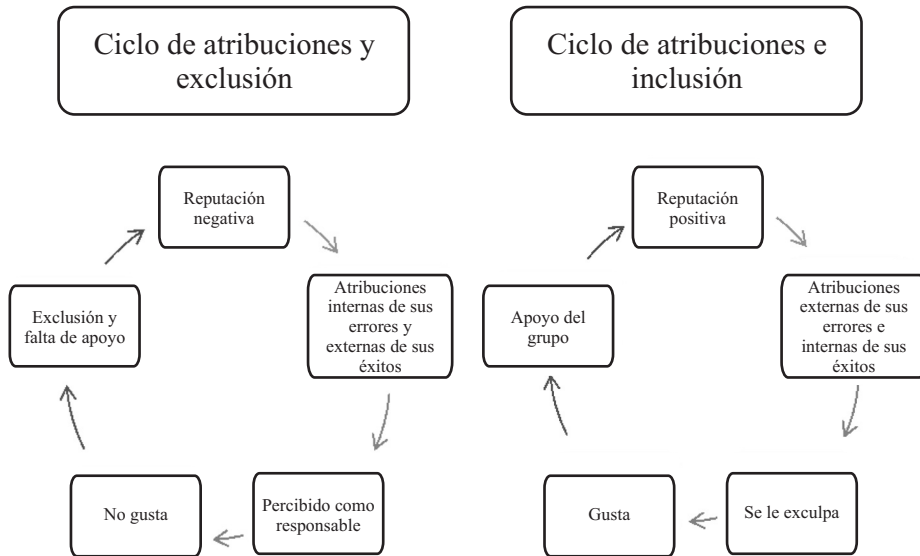 Ciclo de atribuciones y
exclusión
Reputación
negativa
Atribuciones
internas de sus
errores y
externas de sus
éxitos
Percibido como
responsable
No gusta
Exclusión y
falta de apoyo
Ciclo de atribuciones e
inclusión
Reputación
positiva
Atribuciones
externas de sus
errores e
internas de sus
éxitos
Se le exculpa
Gusta
Apoyo del
grupo